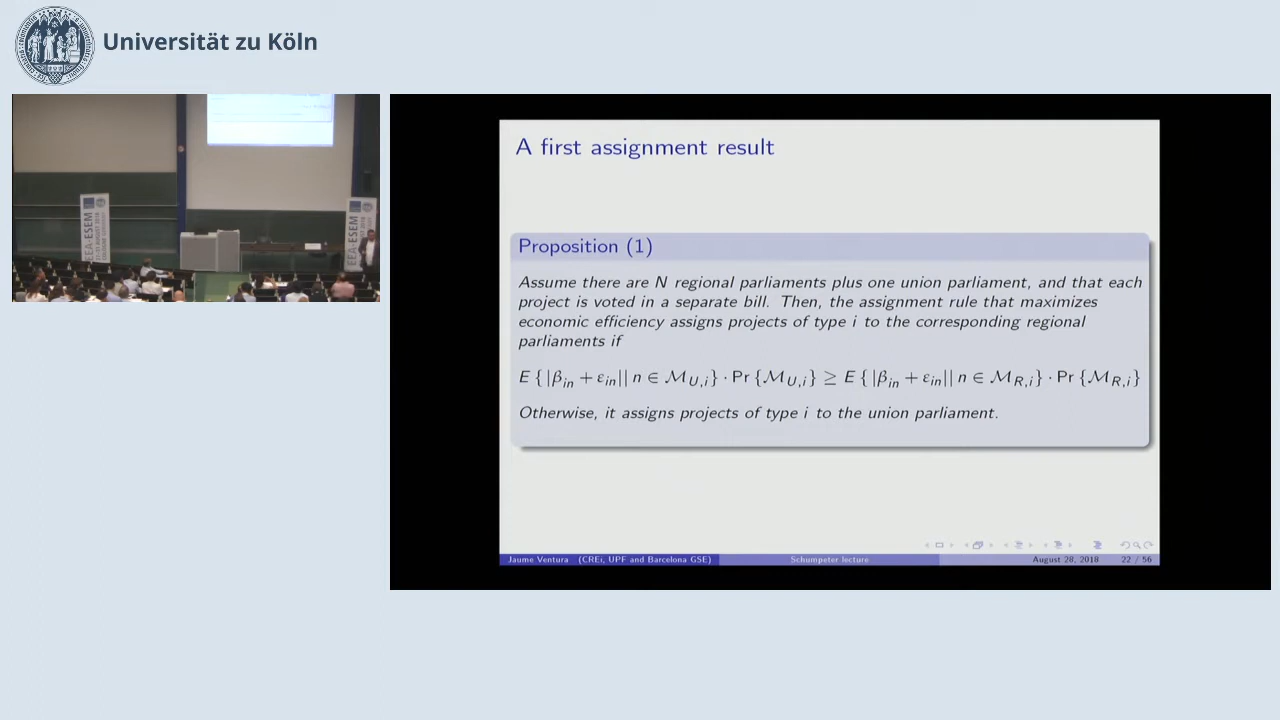 Universität zu Köln
EEA-ESEM
EEA-ESEM
A first assignment result
Proposition (1)
Assume there are N regional parliaments plus one union parliament, and that each
project is voted in a separate bill. Then, the assignment rule that maximizes
economic efficiency assigns projects of type i to the corresponding regional
parliaments if
E { |β_in + ε_in| | n ∈ ℳ_U,i } · Pr {ℳ_U,i} ≥ E { |β_in + ε_in| | n ∈ ℳ_R,i } · Pr {ℳ_R,i}
Otherwise, it assigns projects of type i to the union parliament.
Jaume Ventura (CREi, UPF and Barcelona GSE) Schumpeter lecture August 28, 2018 22 / 56